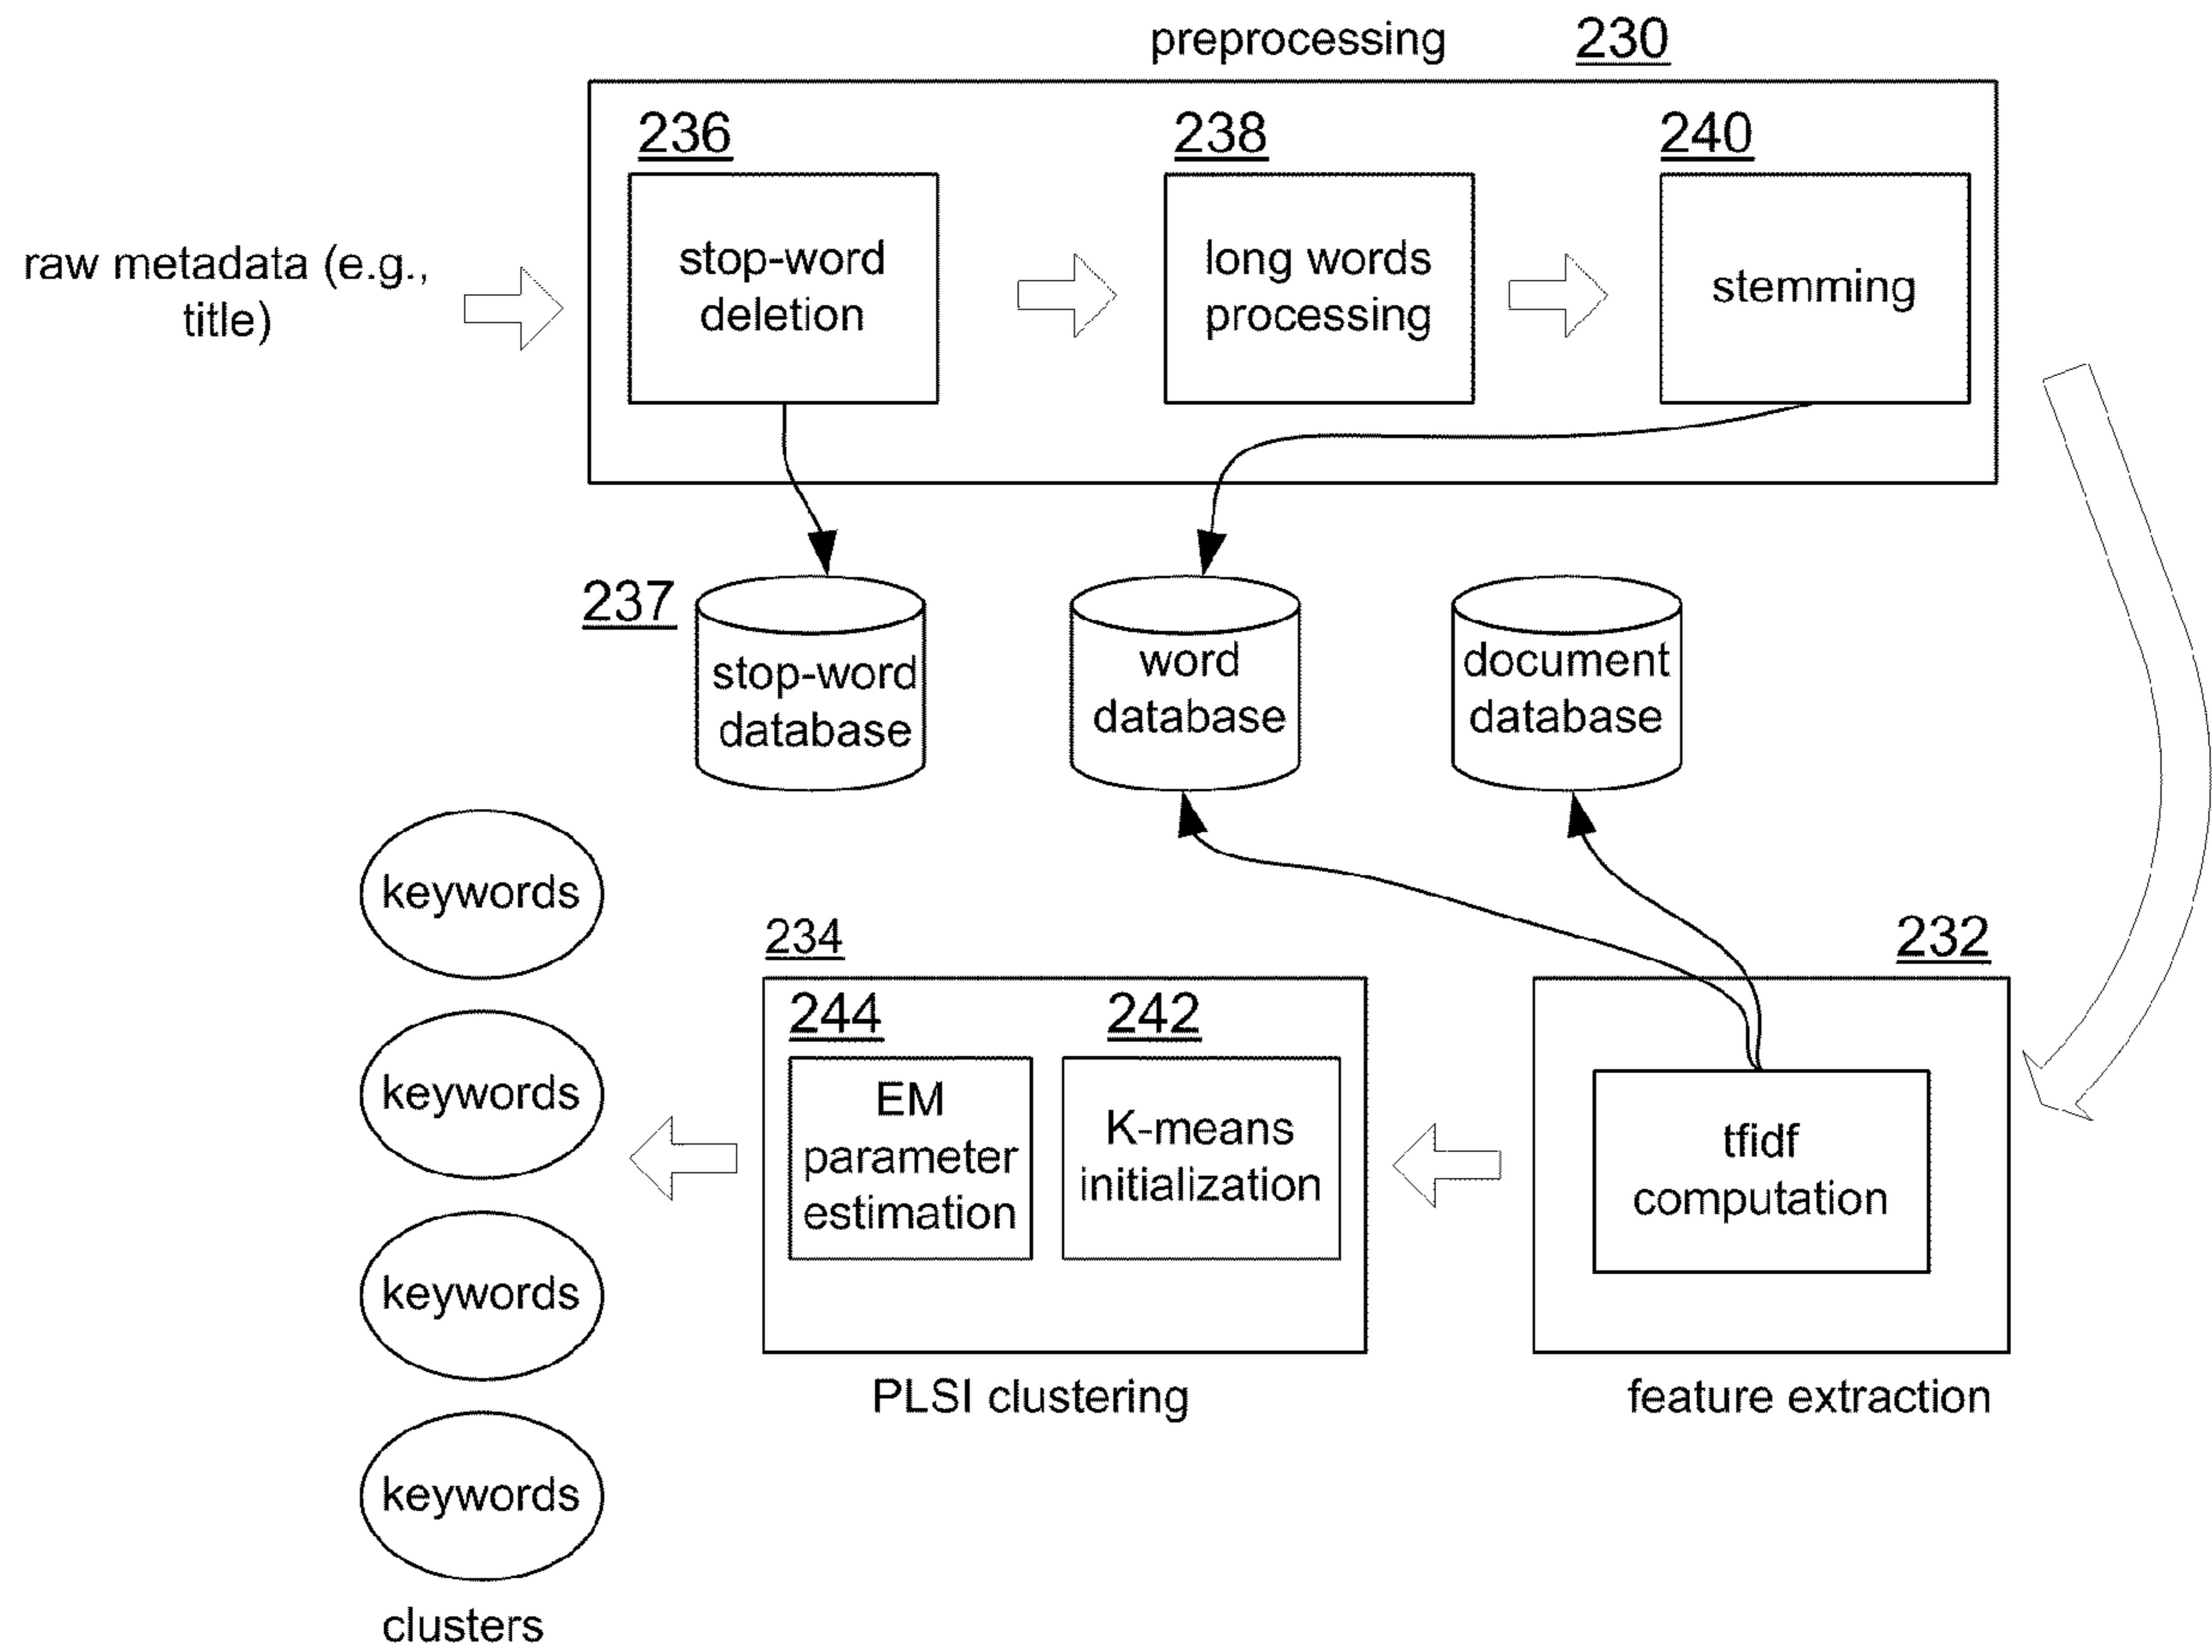 preprocessing 230
236
238
240
raw metadata (e.g.,
title)
stop-word
deletion
long words
processing
stemming
237
stop-word
database
word
database
document
database
keywords
keywords
keywords
keywords
clusters
234
244
242
EM
parameter
estimation
K-means
initialization
PLSI clustering
232
tfidf
computation
feature extraction